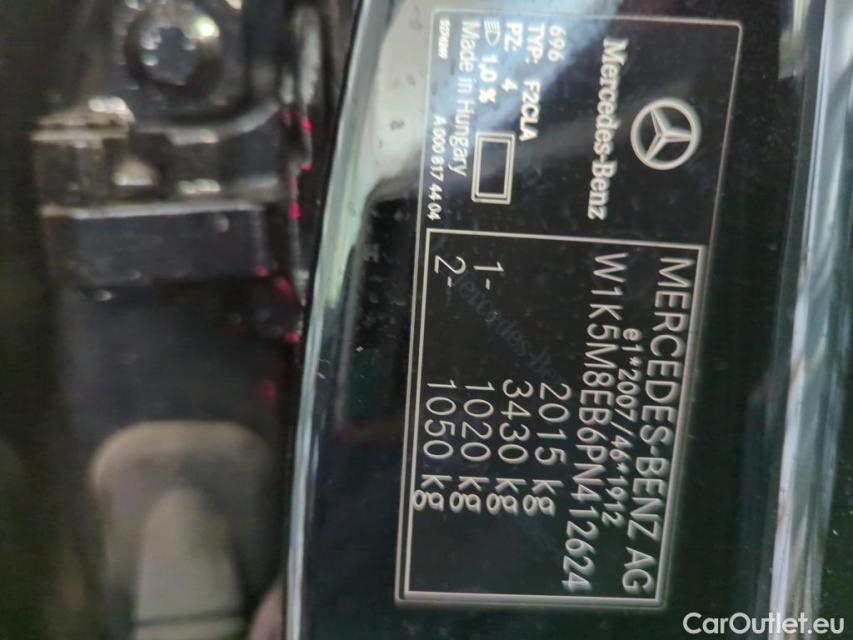 Mercedes-Benz
696
TYP: F2CLA
PZ: 4
1,0 %
Made in Hungary
A 000 817 44 04
MERCEDES-BENZ AG
e1*2007/46*1912
W1K5M8EB6PN412624
2015 kg
3430 kg
1- 1020 kg
2- 1050 kg
CarOutlet.eu